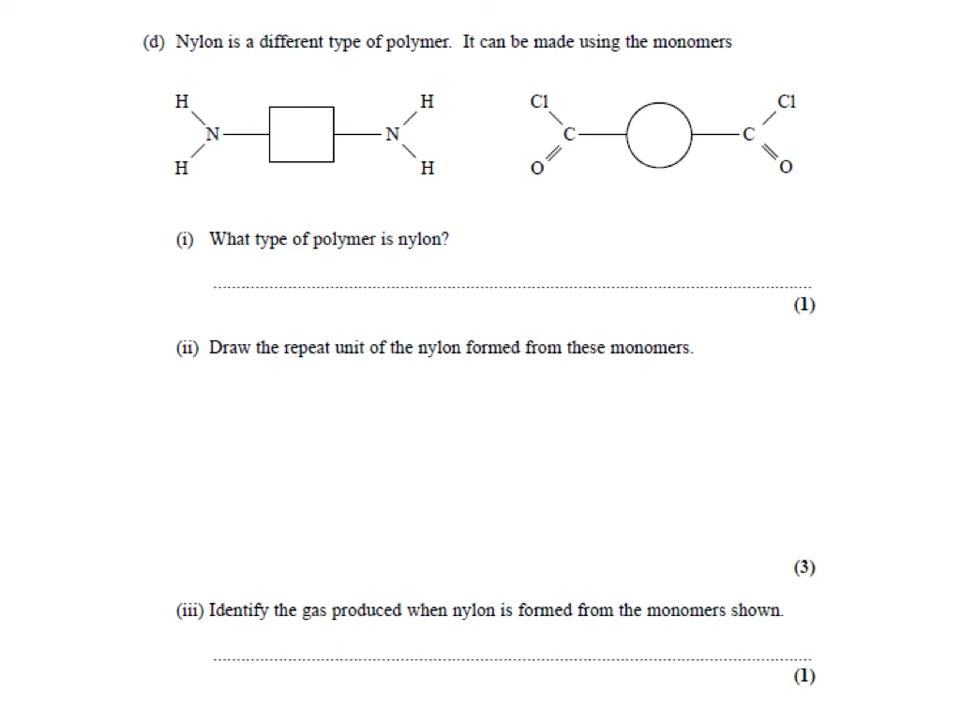 (d) Nylon is a different type of polymer. It can be made using the monomers
H H Cl Cl
N N C C
H H O O
(i) What type of polymer is nylon?
(1)
(ii) Draw the repeat unit of the nylon formed from these monomers.
(3)
(iii) Identify the gas produced when nylon is formed from the monomers shown.
(1)